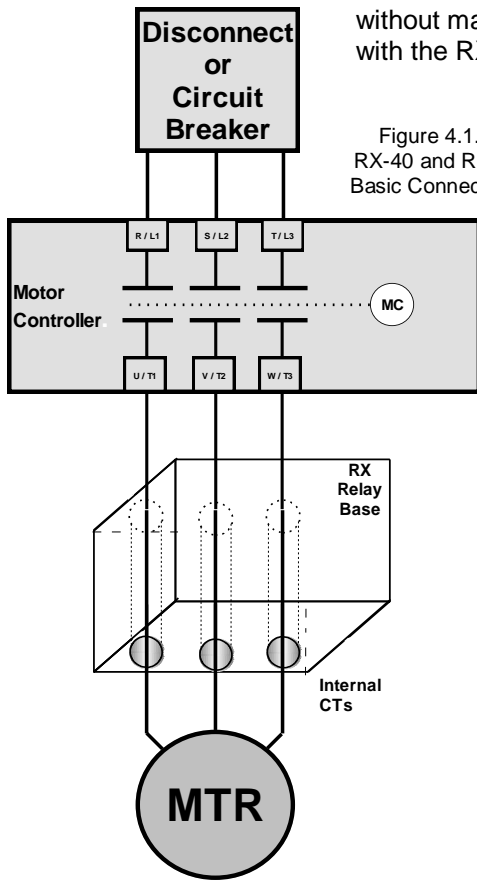 without ma
with the RX
Disconnect
or
Circuit
Breaker
Figure 4.1.
RX-40 and R
Basic Connec
R / L1
S / L2
T / L3
Motor
Controller.
MC
U / T1
V / T2
W / T3
RX
Relay
Base
Internal
CTs
MTR